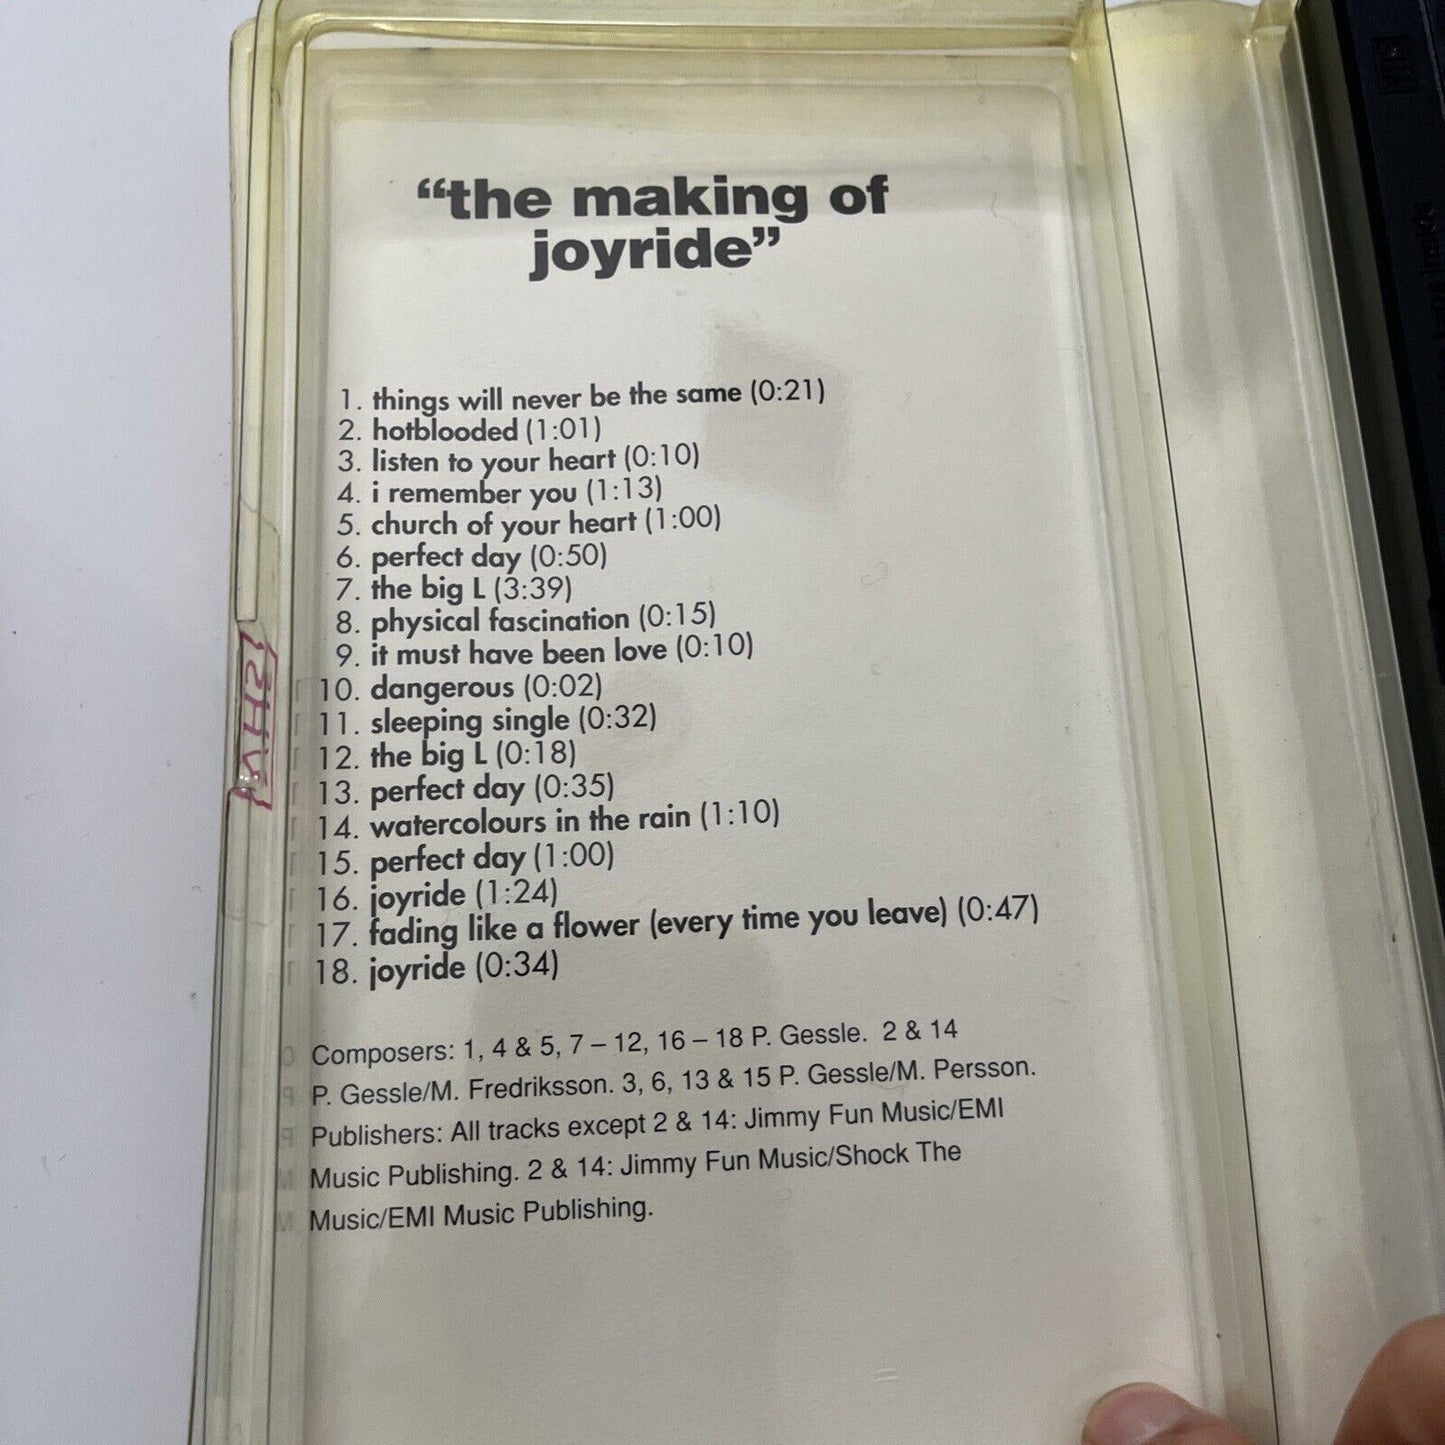 “the making of
joyride”
1. things will never be the same (0:21)
2. hotblooded (1:01)
3. listen to your heart (0:10)
4. i remember you (1:13)
5. church of your heart (1:00)
6. perfect day (0:50)
7. the big L (3:39)
8. physical fascination (0:15)
9. it must have been love (0:10)
10. dangerous (0:02)
11. sleeping single (0:32)
12. the big L (0:18)
13. perfect day (0:35)
14. watercolours in the rain (1:10)
15. perfect day (1:00)
16. joyride (1:24)
17. fading like a flower (every time you leave) (0:47)
18. joyride (0:34)
Composers: 1, 4 & 5, 7 – 12, 16 – 18 P. Gessle. 2 & 14
P. Gessle/M. Fredriksson. 3, 6, 13 & 15 P. Gessle/M. Persson.
Publishers: All tracks except 2 & 14: Jimmy Fun Music/EMI
Music Publishing. 2 & 14: Jimmy Fun Music/Shock The
Music/EMI Music Publishing.